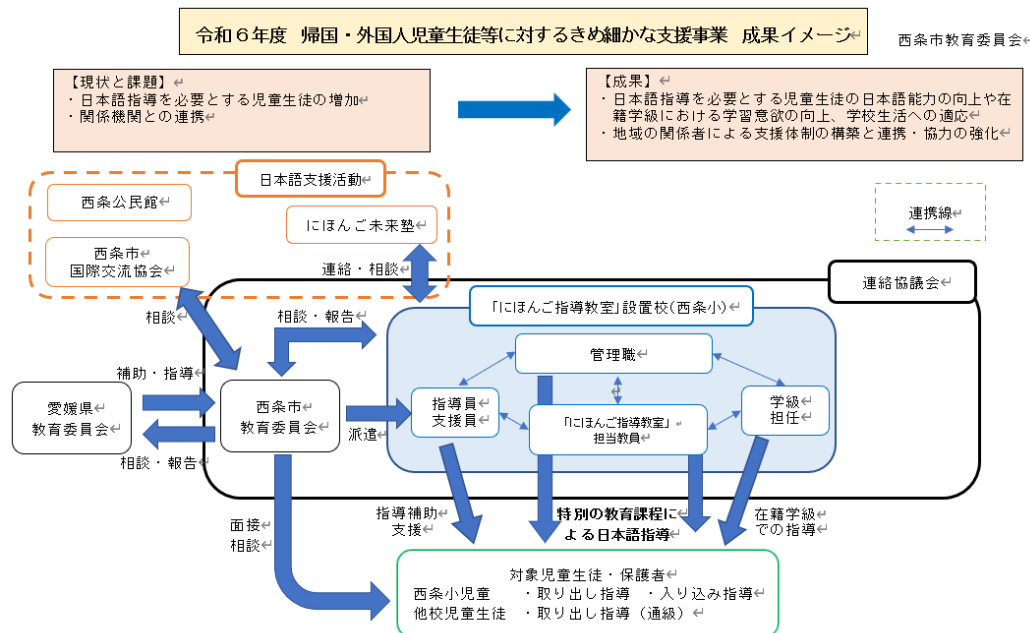 令和６年度 帰国・外国人児童生徒等に対するきめ細かな支援事業 成果イメージ↵
西条市教育委員会↵
【現状と課題】↵
・日本語指導を必要とする児童生徒の増加↵
・関係機関との連携↵
【成果】↵
・日本語指導を必要とする児童生徒の日本語能力の向上や在
籍学級における学習意欲の向上、学校生活への適応↵
・地域の関係者による支援体制の構築と連携・協力の強化↵
日本語支援活動↵
西条公民館↵
にほんご未来塾↵
西条市↵
国際交流協会↵
連携線↵
連絡・相談↵
連絡協議会↵
相談↵
相談・報告↵
「にほんご指導教室」設置校(西条小)↵
管理職↵
補助・指導↵
愛媛県↵
教育委員会↵
西条市↵
教育委員会↵
派遣↵
指導員↵
支援員↵
「にほんご指導教室」↵
担当教員↵
学級↵
担任↵
相談・報告↵
面接↵
相談↵
指導補助↵
支援↵
特別の教育課程に↵
よる日本語指導↵
在籍学級↵
での指導↵
対象児童生徒・保護者↵
西条小児童 ・取り出し指導 ・入り込み指導↵
他校児童生徒 ・取り出し指導（通級）↵